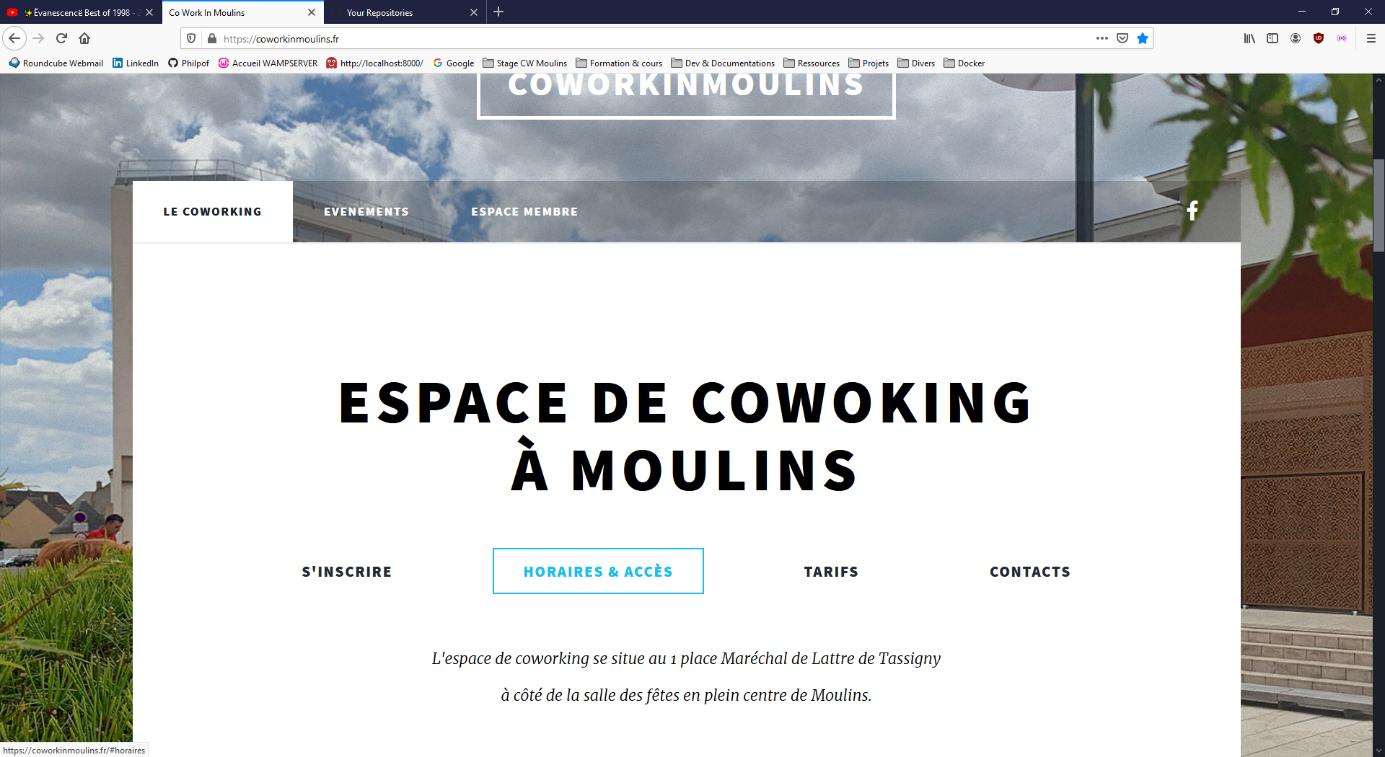 ✨Évanescencë Best of 1998 -
Co Work In Moulins
Your Repositories
https://coworkinmoulins.fr
Roundcube Webmail
LinkedIn
Philpof
Accueil WAMPSERVER
http://localhost:8000/
Google
Stage CW Moulins
Formation & cours
Dev & Documentations
Ressources
Projets
Divers
Docker
COWORKINMOULINS
LE COWORKING
EVENEMENTS
ESPACE MEMBRE
ESPACE DE COWOKING
À MOULINS
S'INSCRIRE
HORAIRES & ACCÈS
TARIFS
CONTACTS
L'espace de coworking se situe au 1 place Maréchal de Lattre de Tassigny
à côté de la salle des fêtes en plein centre de Moulins.
https://coworkinmoulins.fr/#horaires